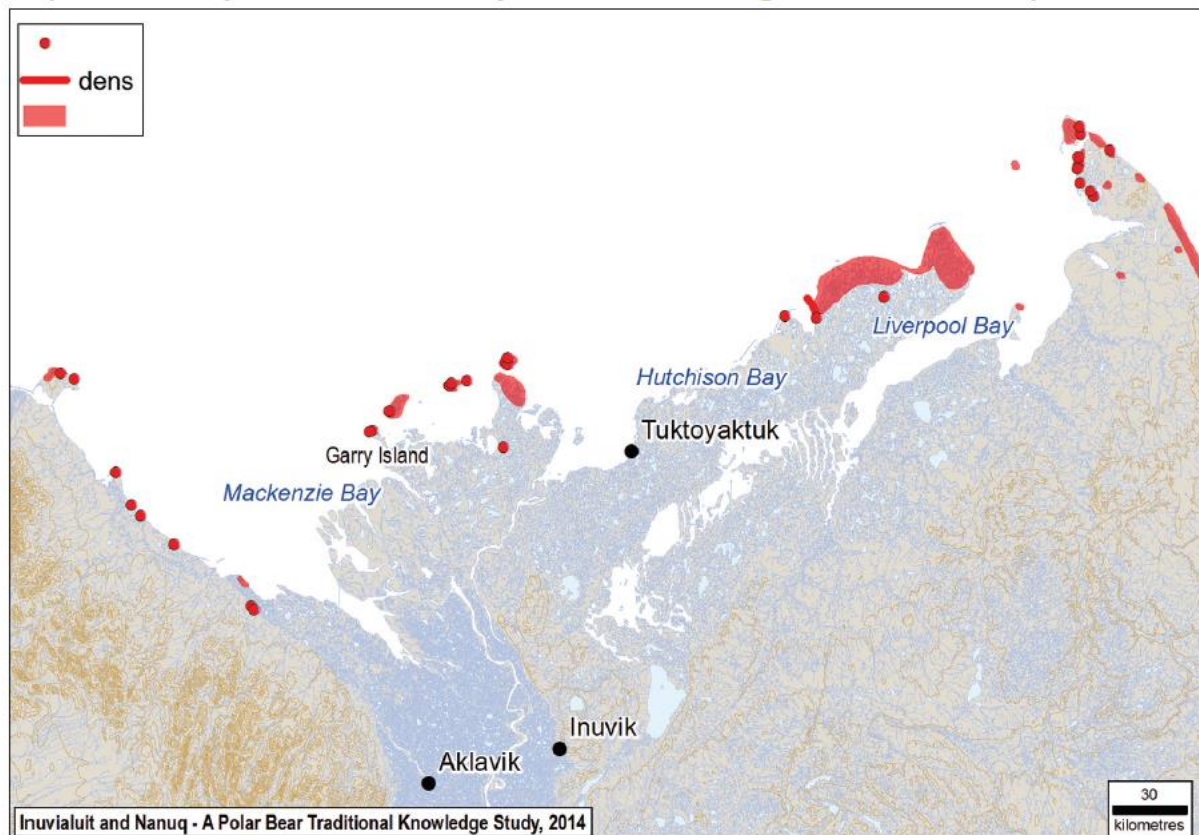 dens
Liverpool Bay
Hutchison Bay
Tuktoyaktuk
Garry Island
Mackenzie Bay
Inuvik
Aklavik
30
kilometres
Inuvialuit and Nanuq - A Polar Bear Traditional Knowledge Study, 2014